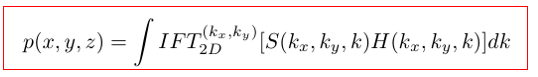 p(x, y, z) = ∫ IFT_{2D}^{(k_x,k_y)}[S(k_x, k_y, k)H(k_x, k_y, k)]dk